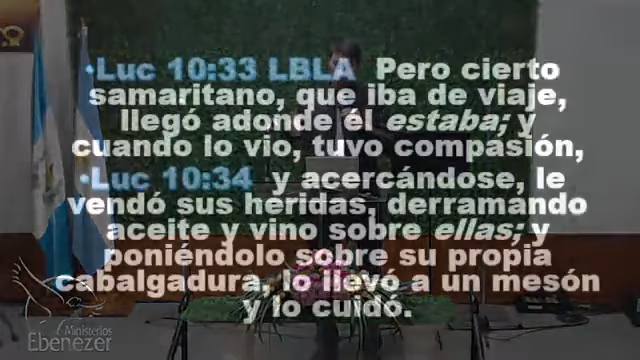 •Luc 10:33 LBLA Pero cierto
samaritano, que iba de viaje,
llegó adonde él estaba; y
cuando lo vio, tuvo compasión,
•Luc 10:34 y acercándose, le
vendó sus heridas, derramando
aceite y vino sobre ellas; y
poniéndolo sobre su propia
cabalgadura, lo llevó a un mesón
y lo cuidó.
Ministerios
Ebenezer